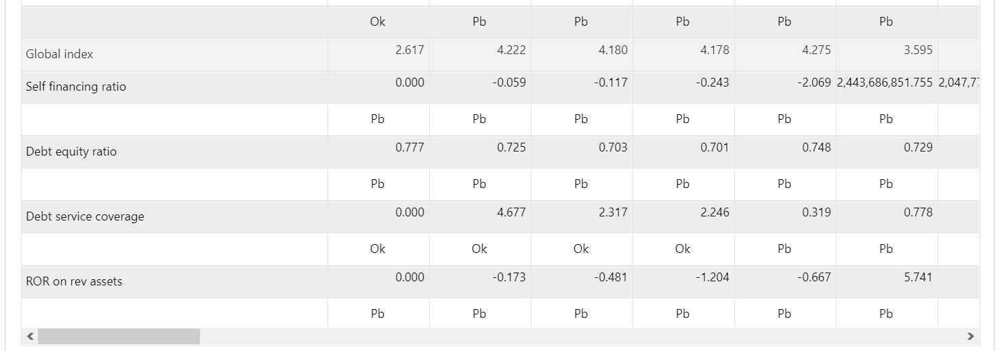 Ok Pb Pb Pb Pb Pb
Global index 2.617 4.222 4.180 4.178 4.275 3.595
Self financing ratio 0.000 -0.059 -0.117 -0.243 -2.069 2,443,686,851.755 2,047,7
Pb Pb Pb Pb Pb Pb
Debt equity ratio 0.777 0.725 0.703 0.701 0.748 0.729
Pb Pb Pb Pb Pb Pb
Debt service coverage 0.000 4.677 2.317 2.246 0.319 0.778
Ok Ok Ok Ok Pb Pb
ROR on rev assets 0.000 -0.173 -0.481 -1.204 -0.667 5.741
Pb Pb Pb Pb Pb Pb